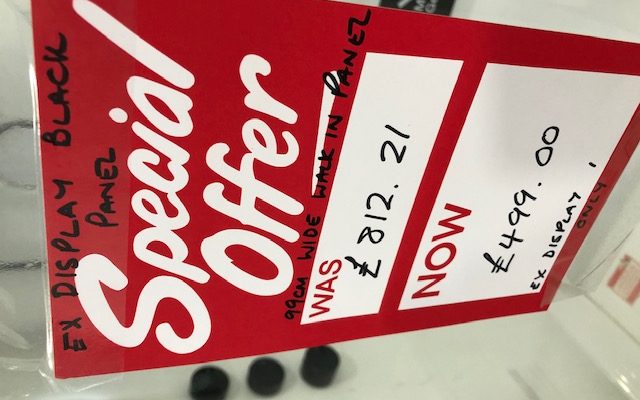 EX DISPLAY BLACK
PANEL
Special
Offer
99CM WIDE WALK IN PANEL
WAS
£ 812.21
NOW
£499.00
EX DISPLAY,
ONLY